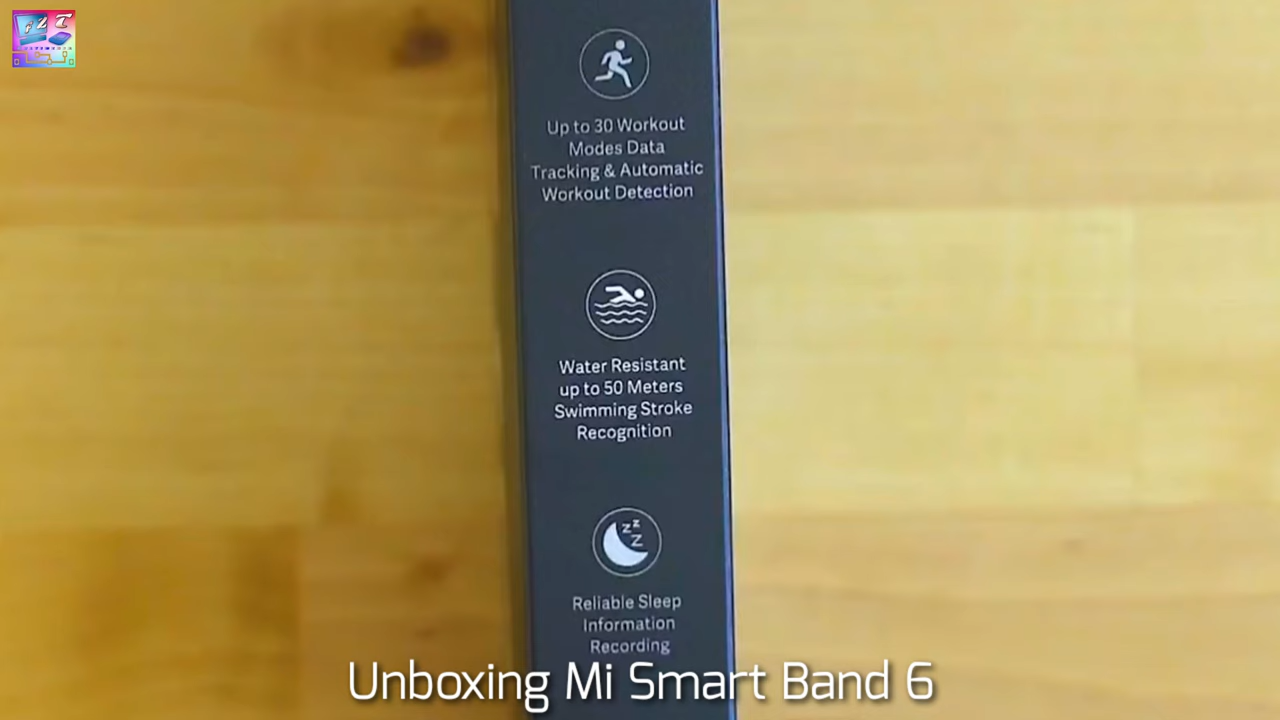 Up to 30 Workout
Modes Data
Tracking & Automatic
Workout Detection
Water Resistant
up to 50 Meters
Swimming Stroke
Recognition
Reliable Sleep
Information
Recording
Unboxing Mi Smart Band 6